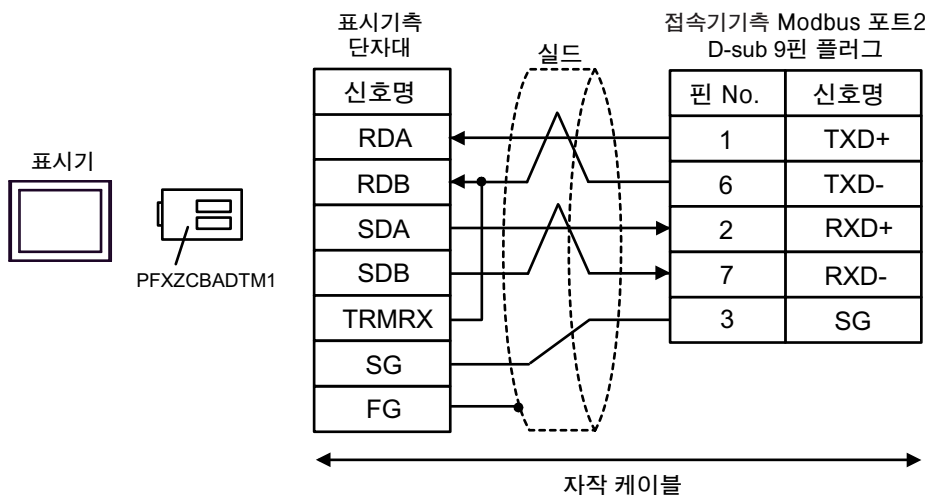 표시기측
단자대
실드
접속기기측 Modbus 포트2
D-sub 9핀 플러그
표시기
PFXZCBADTM1
신호명
RDA
RDB
SDA
SDB
TRMRX
SG
FG
핀 No. 신호명
1 TXD+
6 TXD-
2 RXD+
7 RXD-
3 SG
자작 케이블